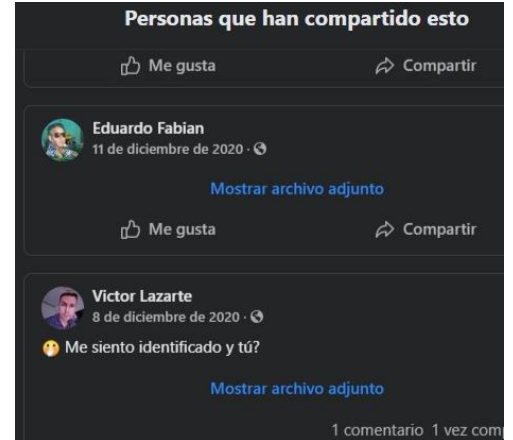 Personas que han compartido esto
Me gusta Compartir
Eduardo Fabian
11 de diciembre de 2020 ·
Mostrar archivo adjunto
Me gusta Compartir
Victor Lazarte
8 de diciembre de 2020 ·
Me siento identificado y tú?
Mostrar archivo adjunto
1 comentario 1 vez com